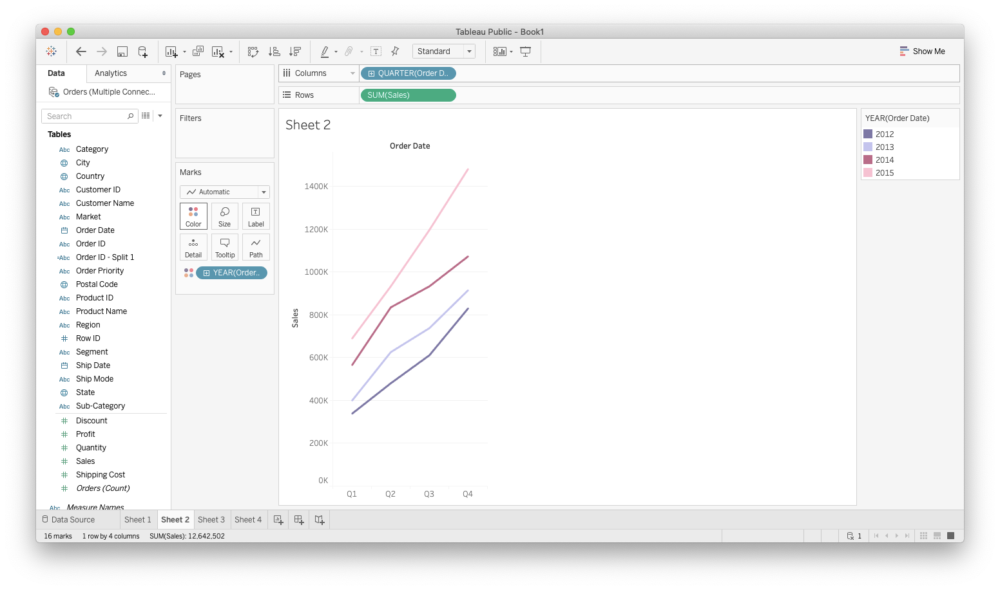 Tableau Public - Book1
Standard
Show Me
Data
Analytics
Orders (Multiple Connec...
Search
Tables
Abc Category
City
Country
Abc Customer ID
Abc Customer Name
Abc Market
Order Date
Abc Order ID
=Abc Order ID - Split 1
Abc Order Priority
Postal Code
Abc Product ID
Abc Product Name
Abc Region
Row ID
Abc Segment
Ship Date
Abc Ship Mode
State
Abc Sub-Category
Discount
Profit
Quantity
Sales
Shipping Cost
Orders (Count)
Abc Measure Names
Pages
Filters
Marks
Automatic
Color
Size
Label
Detail
Tooltip
Path
YEAR(Order..
Columns
QUARTER(Order D..
Rows
SUM(Sales)
Sheet 2
Order Date
Sales
1400K
1200K
1000K
800K
600K
400K
200K
0K
Q1
Q2
Q3
Q4
YEAR(Order Date)
2012
2013
2014
2015
Data Source
Sheet 1
Sheet 2
Sheet 3
Sheet 4
16 marks
1 row by 4 columns
SUM(Sales): 12,642,502
1